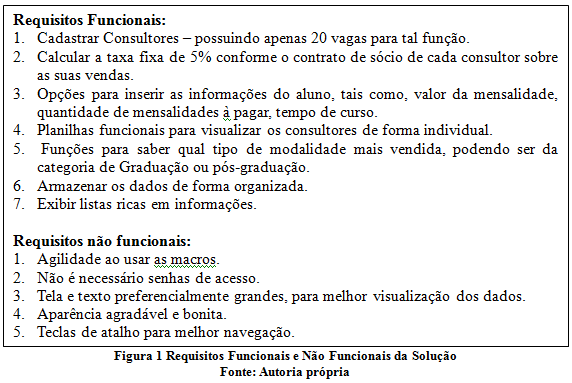 Requisitos Funcionais:
1. Cadastrar Consultores – possuindo apenas 20 vagas para tal função.
2. Calcular a taxa fixa de 5% conforme o contrato de sócio de cada consultor sobre
as suas vendas.
3. Opções para inserir as informações do aluno, tais como, valor da mensalidade,
quantidade de mensalidades à pagar, tempo de curso.
4. Planilhas funcionais para visualizar os consultores de forma individual.
5. Funções para saber qual tipo de modalidade mais vendida, podendo ser da
categoria de Graduação ou pós-graduação.
6. Armazenar os dados de forma organizada.
7. Exibir listas ricas em informações.
Requisitos não funcionais:
1. Agilidade ao usar as macros.
2. Não é necessário senhas de acesso.
3. Tela e texto preferencialmente grandes, para melhor visualização dos dados.
4. Aparência agradável e bonita.
5. Teclas de atalho para melhor navegação.
Figura 1 Requisitos Funcionais e Não Funcionais da Solução
Fonte: Autoria própria